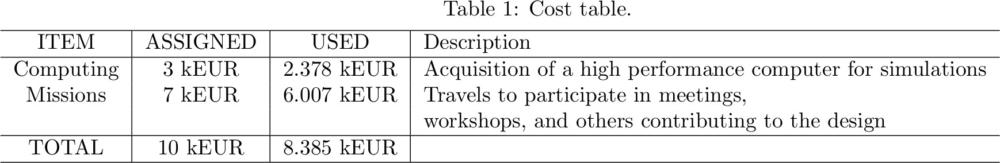 Table 1: Cost table.
ITEM ASSIGNED USED Description
Computing 3 kEUR 2.378 kEUR Acquisition of a high performance computer for simulations
Missions 7 kEUR 6.007 kEUR Travels to participate in meetings,
workshops, and others contributing to the design
TOTAL 10 kEUR 8.385 kEUR